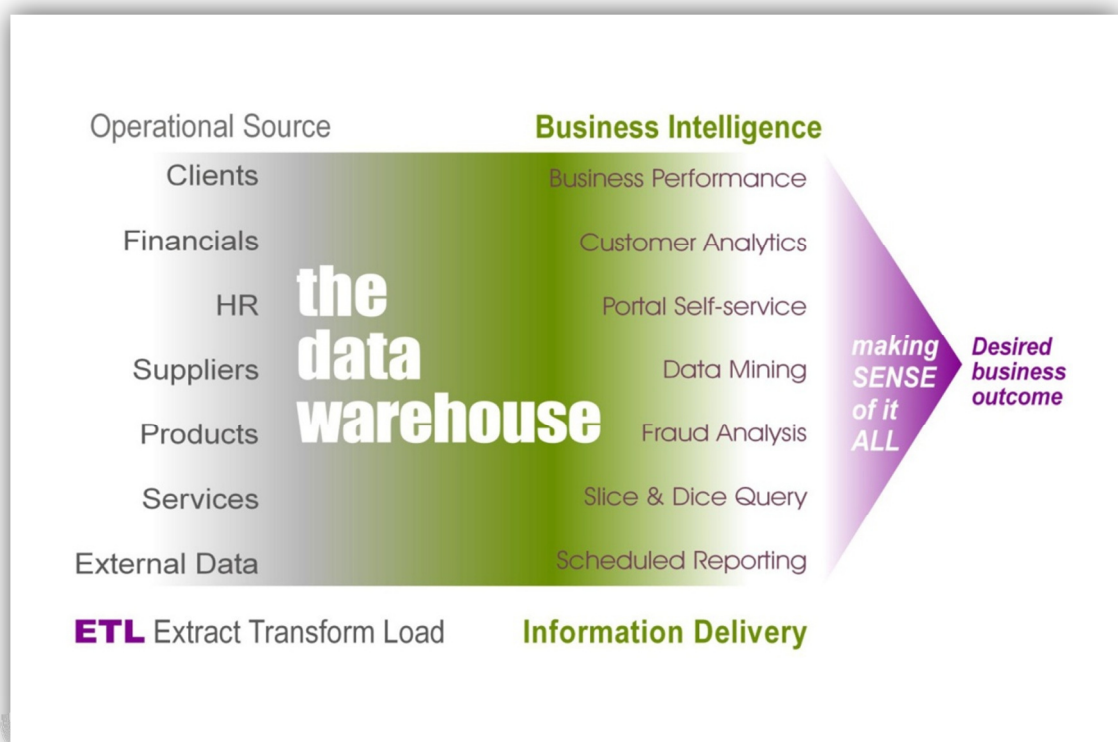 Operational Source
Clients
Financials
HR
Suppliers
Products
Services
External Data
ETL Extract Transform Load
the
data
warehouse
Business Intelligence
Business Performance
Customer Analytics
Portal Self-service
Data Mining
Fraud Analysis
Slice & Dice Query
Scheduled Reporting
Information Delivery
making
SENSE
of it
ALL
Desired
business
outcome